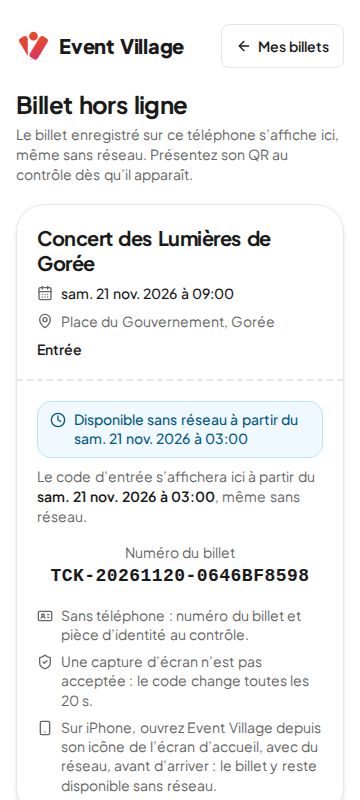 Event Village
Mes billets
Billet hors ligne
Le billet enregistré sur ce téléphone s'affiche ici,
même sans réseau. Présentez son QR au
contrôle dès qu'il apparaît.
Concert des Lumières de
Gorée
sam. 21 nov. 2026 à 09:00
Place du Gouvernement, Gorée
Entrée
Disponible sans réseau à partir du
sam. 21 nov. 2026 à 03:00
Le code d'entrée s'affichera ici à partir du
sam. 21 nov. 2026 à 03:00, même sans
réseau.
Numéro du billet
TCK-20261120-0646BF8598
Sans téléphone : numéro du billet et
pièce d'identité au contrôle.
Une capture d'écran n'est pas
acceptée : le code change toutes les
20 s.
Sur iPhone, ouvrez Event Village depuis
son icône de l'écran d'accueil, avec du
réseau, avant d'arriver : le billet y reste
disponible sans réseau.